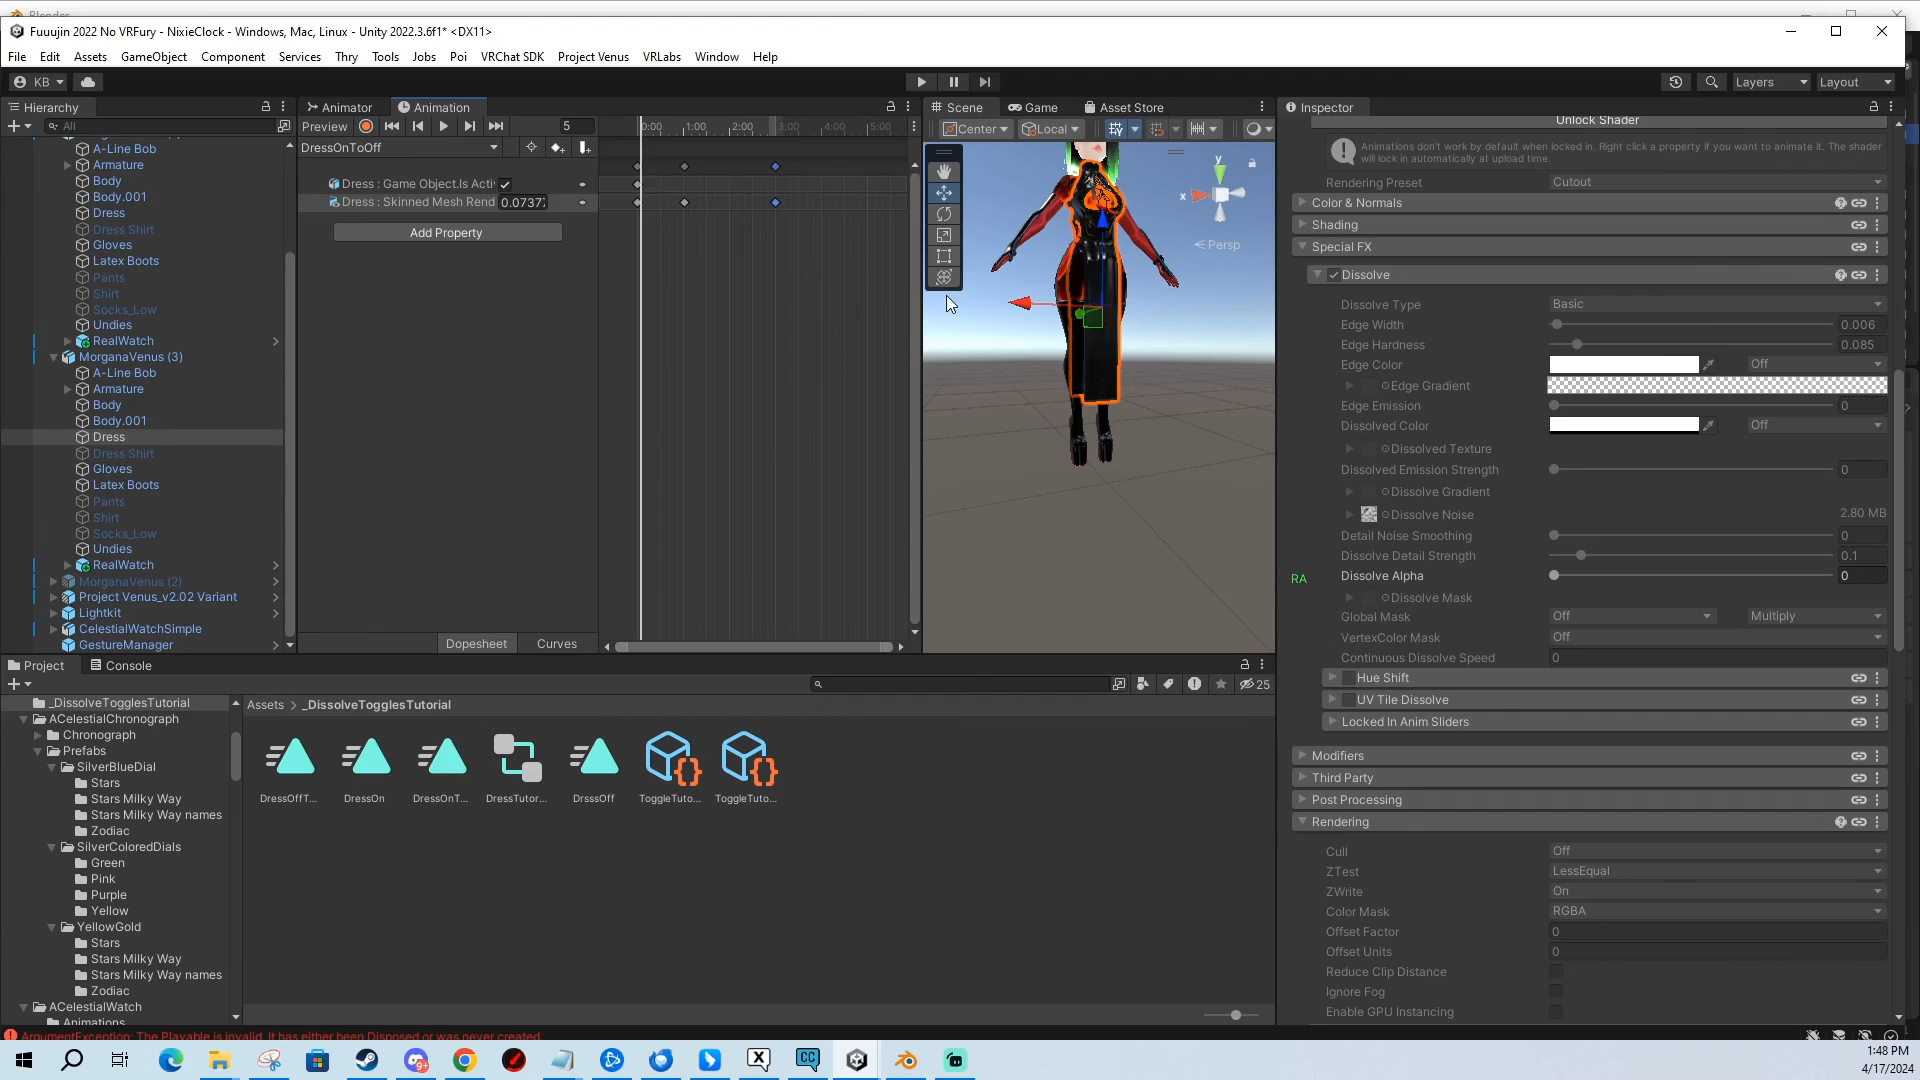 Blender
Fuuujin 2022 No VRFury - NixieClock - Windows, Mac, Linux - Unity 2022.3.6f1* <DX11>
File Edit Assets GameObject Component Services Thry Tools Jobs Poi VRChat SDK Project Venus VRLabs Window Help
KB Layers Layout
Hierarchy
All
A-Line Bob
Armature
Body
Body.001
Dress
Dress Shirt
Gloves
Latex Boots
Pants
Shirt
Socks_Low
Undies
RealWatch
MorganaVenus (3)
A-Line Bob
Armature
Body
Body.001
Dress
Dress Shirt
Gloves
Latex Boots
Pants
Shirt
Socks_Low
Undies
RealWatch
MorganaVenus (2)
Project Venus_v2.02 Variant
Lightkit
CelestialWatchSimple
GestureManager
Animator Animation
Preview 5 0:00 1:00 2:00 3:00 4:00 5:00
DressOnToOff
Dress : Game Object.Is Acti
Dress : Skinned Mesh Rend 0.0737
Add Property
Dopesheet Curves
Scene Game Asset Store
Center Local
y
x
< Persp
Inspector
Unlock Shader
Animations don't work by default when locked in. Right click a property if you want to animate it. The shader
will lock in automatically at upload time.
Rendering Preset Cutout
Color & Normals
Shading
Special FX
Dissolve
Dissolve Type Basic
Edge Width 0.006
Edge Hardness 0.085
Edge Color Off
Edge Gradient
Edge Emission 0
Dissolved Color Off
Dissolved Texture
Dissolved Emission Strength 0
Dissolve Gradient
Dissolve Noise 2.80 MB
Detail Noise Smoothing 0
Dissolve Detail Strength 0.1
RA Dissolve Alpha 0
Dissolve Mask
Global Mask Off Multiply
VertexColor Mask Off
Continuous Dissolve Speed 0
Hue Shift
UV Tile Dissolve
Locked In Anim Sliders
Modifiers
Third Party
Post Processing
Rendering
Cull Off
ZTest LessEqual
ZWrite On
Color Mask RGBA
Offset Factor 0
Offset Units 0
Reduce Clip Distance
Ignore Fog
Enable GPU Instancing
Project Console
25
_DissolveTogglesTutorial
ACelestialChronograph
Chronograph
Prefabs
SilverBlueDial
Stars
Stars Milky Way
Stars Milky Way names
Zodiac
SilverColoredDials
Green
Pink
Purple
Yellow
YellowGold
Stars
Stars Milky Way
Stars Milky Way names
Zodiac
ACelestialWatch
Animations
Assets > _DissolveTogglesTutorial
DressOffT... DressOn DressOnT... DressTutor... DrsssOff ToggleTuto... ToggleTuto...
ArgumentException: The Playable is invalid. It has either been Disposed or was never created.
1:48 PM
4/17/2024